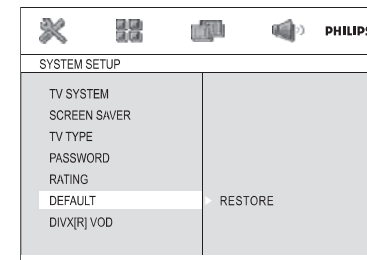 PHILIPS
SYSTEM SETUP
TV SYSTEM
SCREEN SAVER
TV TYPE
PASSWORD
RATING
DEFAULT RESTORE
DIVX[R] VOD